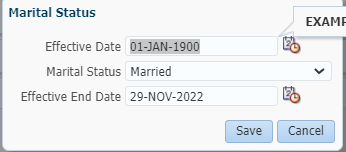 Marital Status
EXAMP
Effective Date 01-JAN-1900
Marital Status Married
Effective End Date 29-NOV-2022
Save Cancel